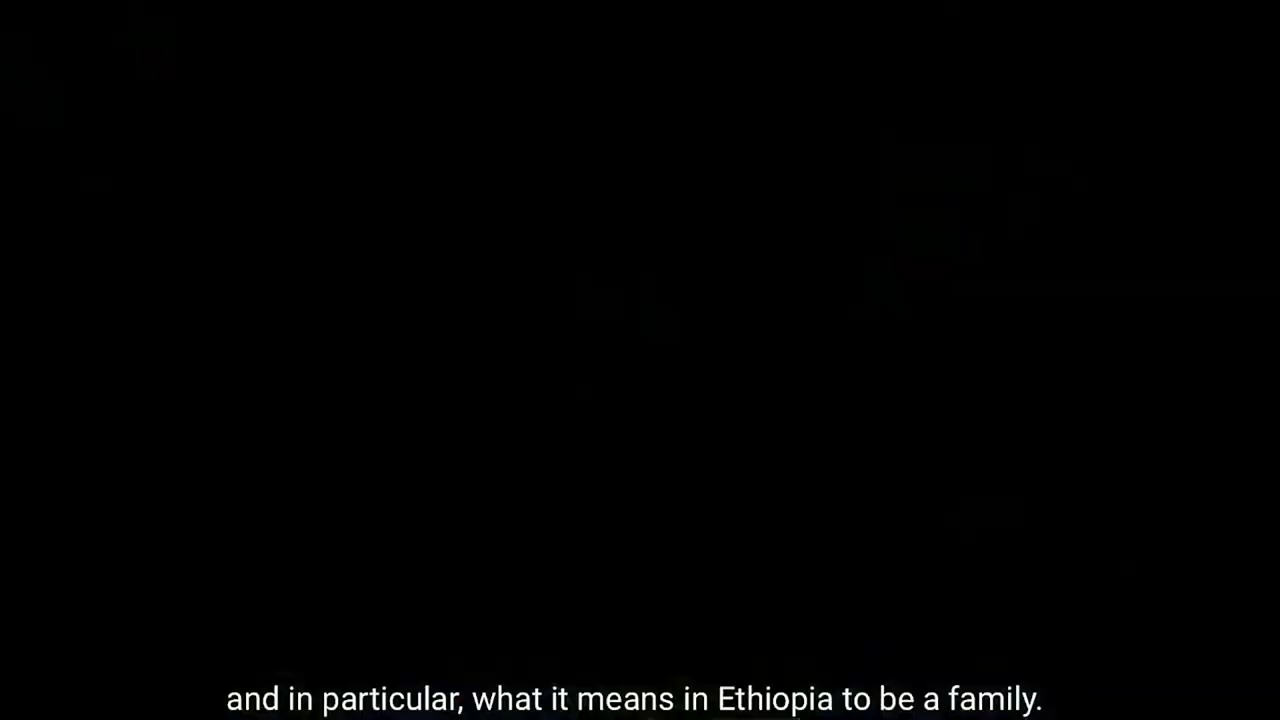 and in particular, what it means in Ethiopia to be a family.